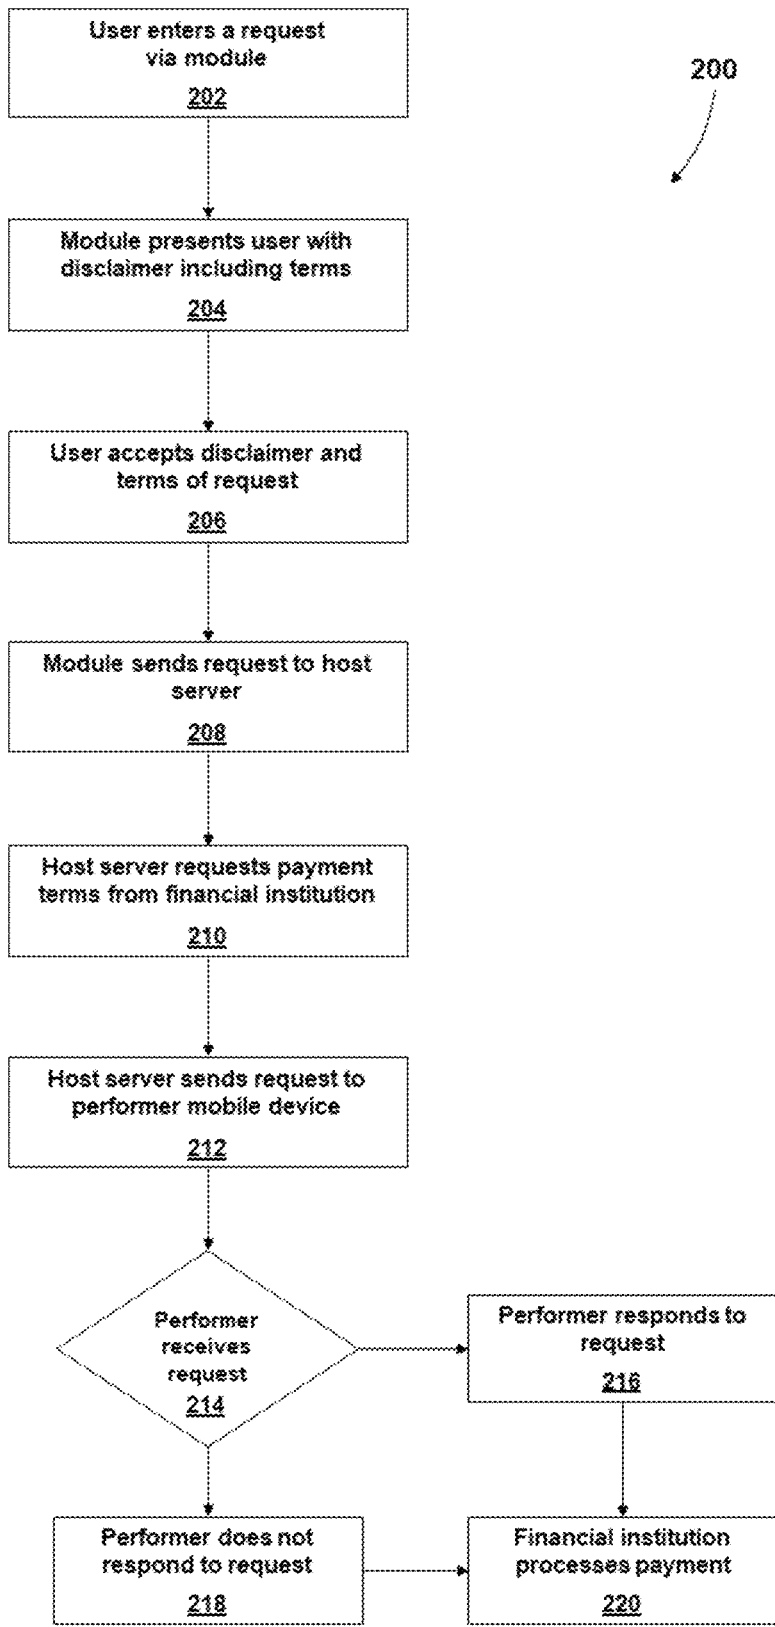 User enters a request
via module
202
200
Module presents user with
disclaimer including terms
204
User accepts disclaimer and
terms of request
206
Module sends request to host
server
208
Host server requests payment
terms from financial institution
210
Host server sends request to
performer mobile device
212
Performer
receives
request
214
Performer responds to
request
216
Performer does not
respond to request
218
Financial institution
processes payment
220